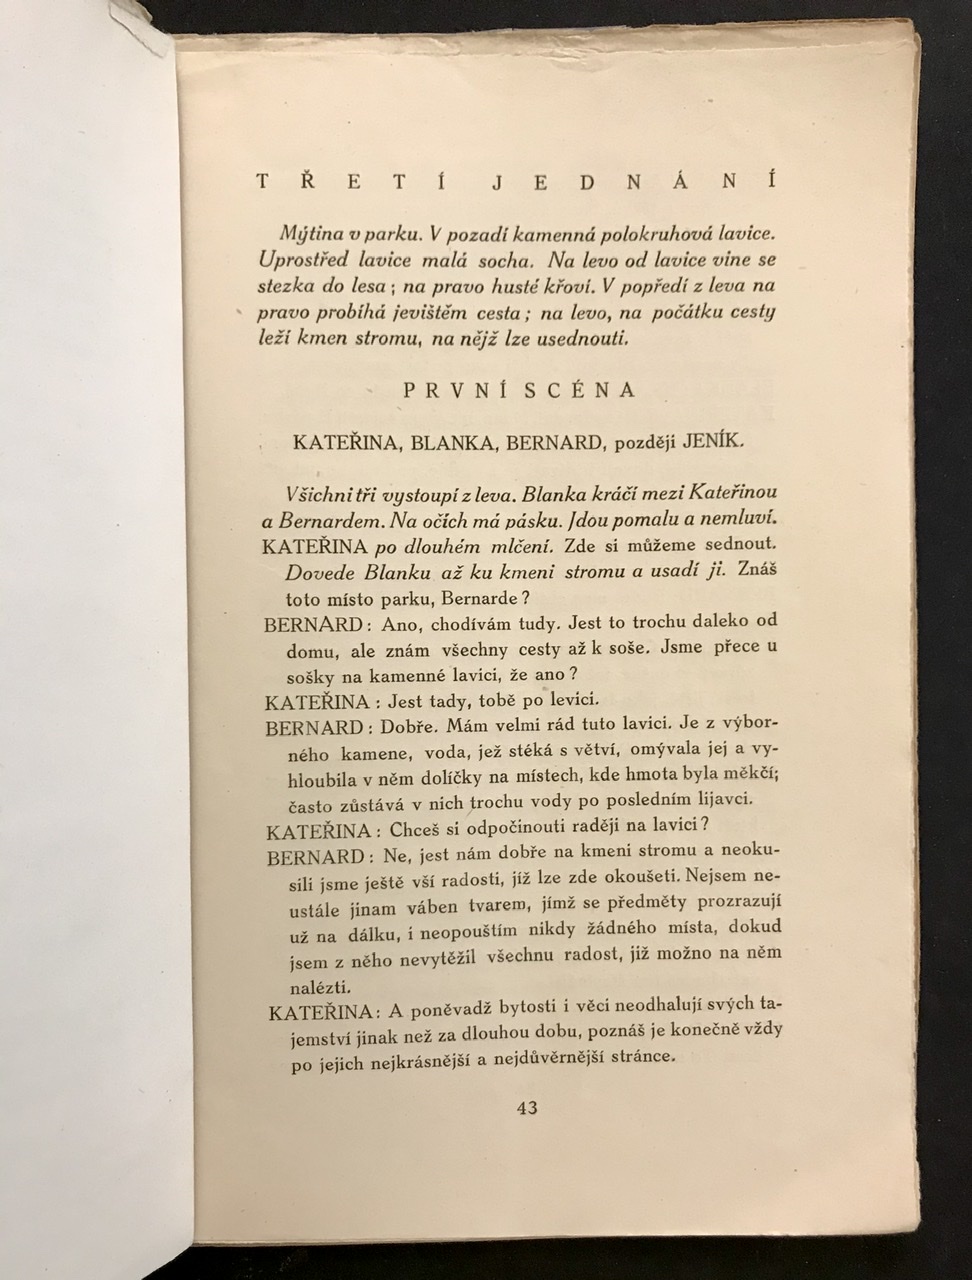 TŘETÍ JEDNÁNÍ
Mýtina v parku. V pozadí kamenná polokruhová lavice.
Uprostřed lavice malá socha. Na levo od lavice vine se
stezka do lesa; na pravo husté křoví. V popředí z leva na
pravo probíhá jevištěm cesta; na levo, na počátku cesty
leží kmen stromu, na nějž lze usednouti.
PRVNÍ SCÉNA
KATEŘINA, BLANKA, BERNARD, později JENÍK.
Všichni tři vystoupí z leva. Blanka kráčí mezi Kateřinou
a Bernardem. Na očích má pásku. Jdou pomalu a nemluví.
KATEŘINA po dlouhém mlčení. Zde si můžeme sednout.
Dovede Blanku až ku kmeni stromu a usadí ji. Znáš
toto místo parku, Bernarde?
BERNARD: Ano, chodívám tudy. Jest to trochu daleko od
domu, ale znám všechny cesty až k soše. Jsme přece u
sošky na kamenné lavici, že ano?
KATEŘINA: Jest tady, tobě po levici.
BERNARD: Dobře. Mám velmi rád tuto lavici. Je z výbor-
ného kamene, voda, jež stéká s větví, omývala jej a vy-
hloubila v něm dolíčky na místech, kde hmota byla měkčí;
často zůstává v nich trochu vody po posledním lijavci.
KATEŘINA: Chceš si odpočinouti raději na lavici?
BERNARD: Ne, jest nám dobře na kmeni stromu a neoku-
sili jsme ještě vší radosti, jíž lze zde okoušeti. Nejsem ne-
ustále jinam váben tvarem, jímž se předměty prozrazují
už na dálku, i neopouštím nikdy žádného místa, dokud
jsem z něho nevytěžil všechnu radost, již možno na něm
nalézti.
KATEŘINA: A poněvadž bytosti i věci neodhalují svých ta-
jemství jinak než za dlouhou dobu, poznáš je konečně vždy
po jejich nejkrásnější a nejdůvěrnější stránce.
43